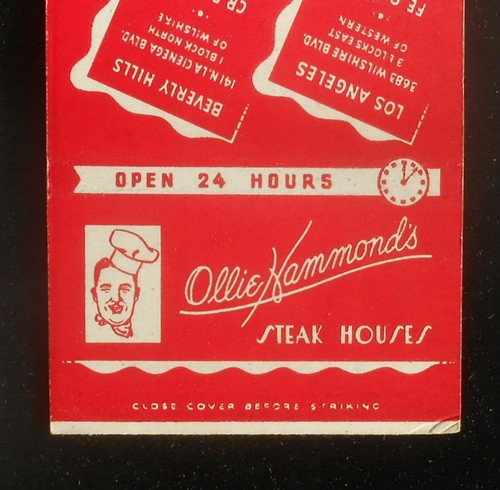 BEVERLY HILLS
141 N. LA CIENEGA BLVD.
1 BLOCK NORTH
OF WILSHIRE
LOS ANGELES
3683 WILSHIRE BLVD.
3 LOCKS EAST
OF WESTERN
OPEN 24 HOURS
Ollie Hammond's
STEAK HOUSES
CLOSE COVER BEFORE STRIKING